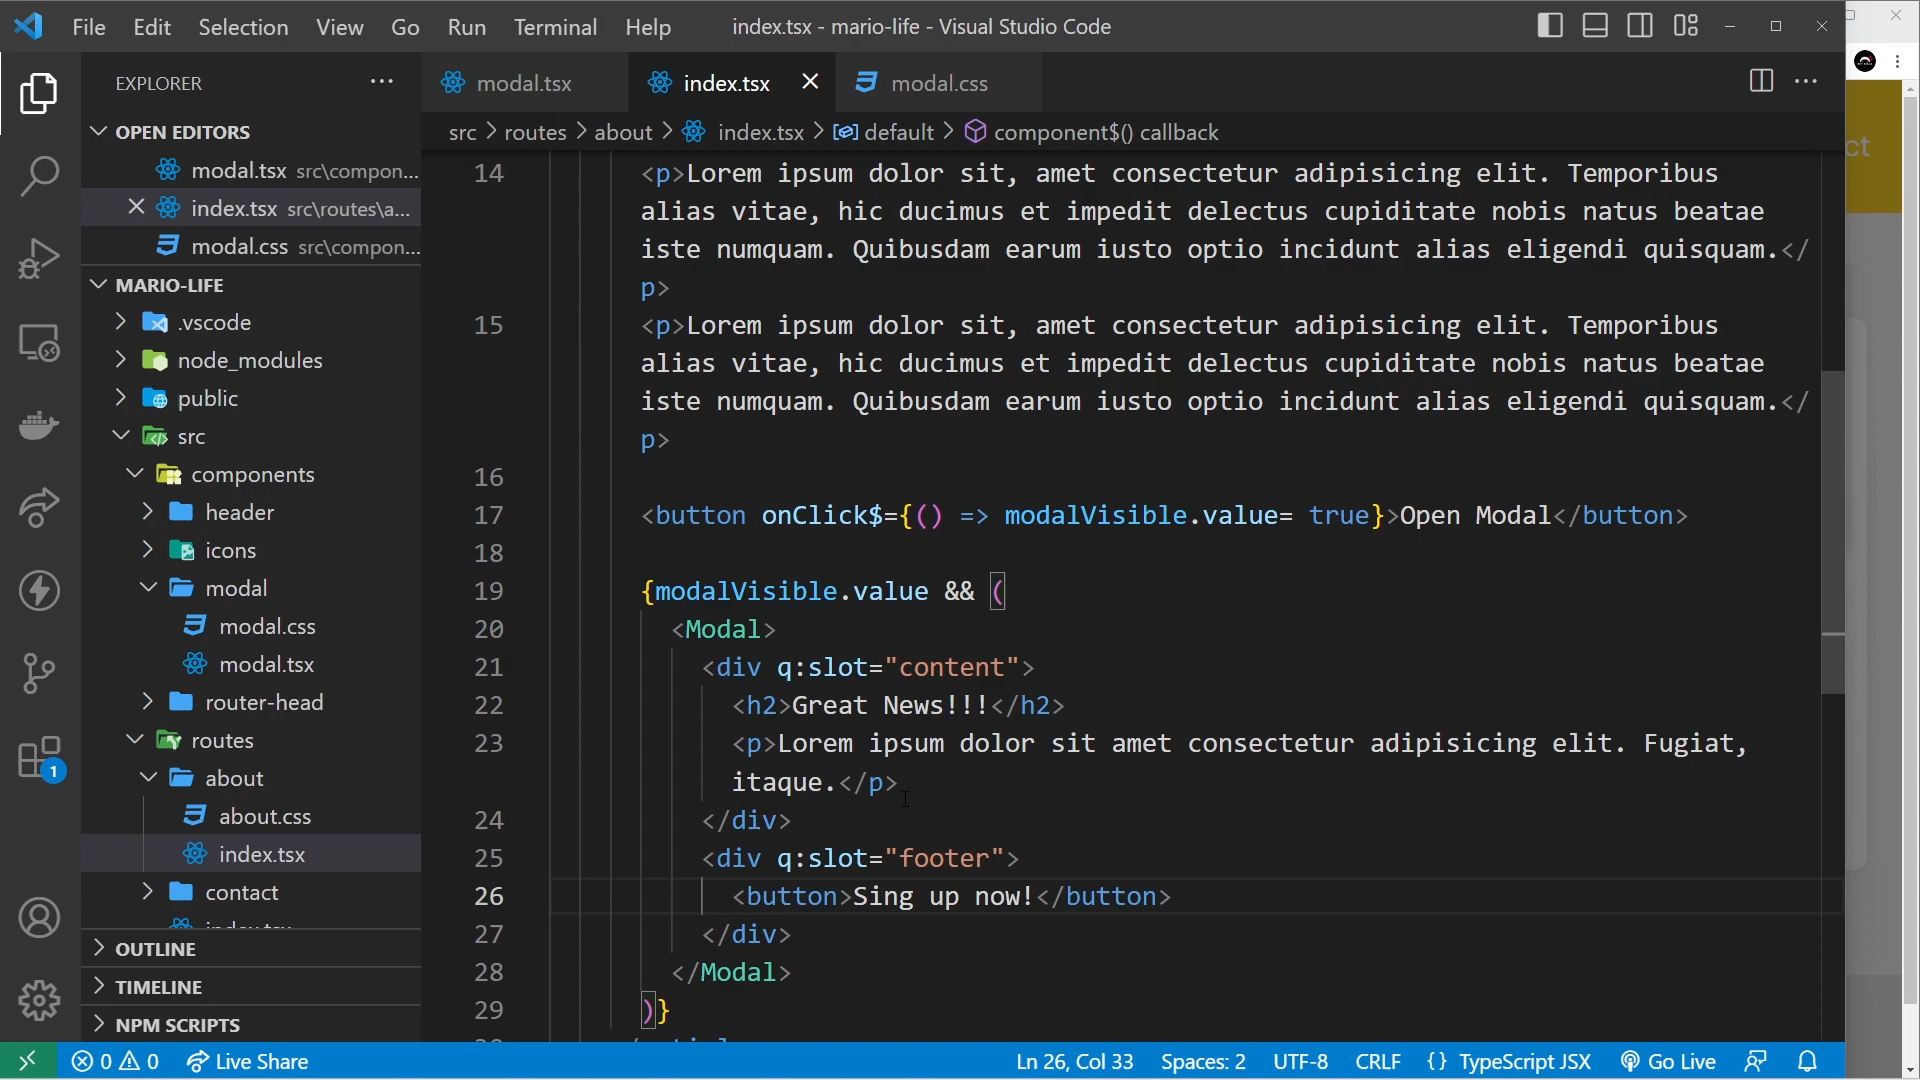 File Edit Selection View Go Run Terminal Help index.tsx - mario-life - Visual Studio Code
EXPLORER
OPEN EDITORS
modal.tsx src\compon...
index.tsx src\routes\a...
modal.css src\compon...
MARIO-LIFE
.vscode
node_modules
public
src
components
header
icons
modal
modal.css
modal.tsx
router-head
routes
about
about.css
index.tsx
contact
index.tsx
OUTLINE
TIMELINE
NPM SCRIPTS
modal.tsx index.tsx modal.css
src > routes > about > index.tsx > default > component$() callback
14 <p>Lorem ipsum dolor sit, amet consectetur adipisicing elit. Temporibus
alias vitae, hic ducimus et impedit delectus cupiditate nobis natus beatae
iste numquam. Quibusdam earum iusto optio incidunt alias eligendi quisquam.</
p>
15 <p>Lorem ipsum dolor sit, amet consectetur adipisicing elit. Temporibus
alias vitae, hic ducimus et impedit delectus cupiditate nobis natus beatae
iste numquam. Quibusdam earum iusto optio incidunt alias eligendi quisquam.</
p>
16
17 <button onClick$={() => modalVisible.value= true}>Open Modal</button>
18
19 {modalVisible.value && (
20 <Modal>
21 <div q:slot="content">
22 <h2>Great News!!!</h2>
23 <p>Lorem ipsum dolor sit amet consectetur adipisicing elit. Fugiat,
itaque.</p>
24 </div>
25 <div q:slot="footer">
26 <button>Sing up now!</button>
27 </div>
28 </Modal>
29 )}
ct
1
0 0 Live Share Ln 26, Col 33 Spaces: 2 UTF-8 CRLF {} TypeScript JSX Go Live